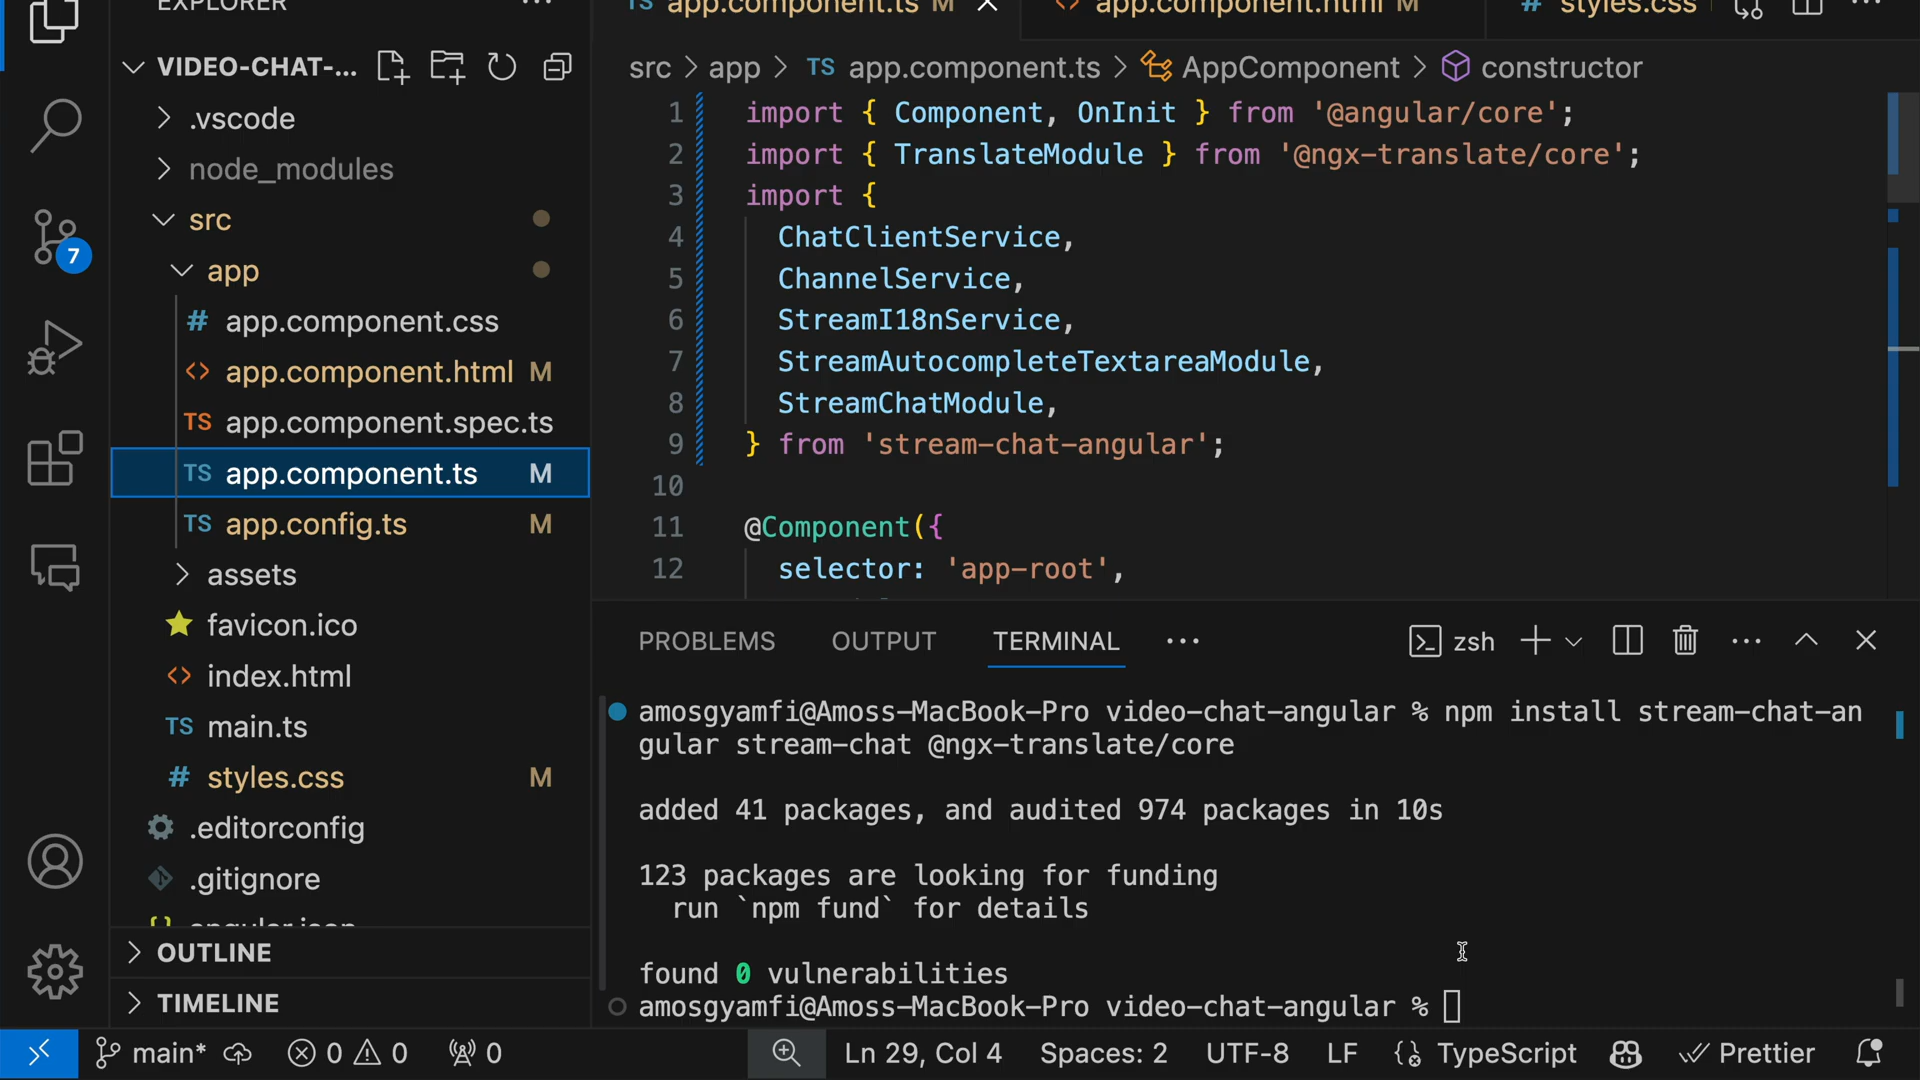 EXPLORER
VIDEO-CHAT-...
.vscode
node_modules
src
app
# app.component.css
<> app.component.html M
TS app.component.spec.ts
TS app.component.ts M
TS app.config.ts M
assets
favicon.ico
<> index.html
TS main.ts
# styles.css M
.editorconfig
.gitignore
{} angular.json
OUTLINE
TIMELINE
7
TS app.component.ts M
<> app.component.html M
# styles.css
src > app > TS app.component.ts > AppComponent > constructor
1 import { Component, OnInit } from '@angular/core';
2 import { TranslateModule } from '@ngx-translate/core';
3 import {
4 ChatClientService,
5 ChannelService,
6 StreamI18nService,
7 StreamAutocompleteTextareaModule,
8 StreamChatModule,
9 } from 'stream-chat-angular';
10
11 @Component({
12 selector: 'app-root',
PROBLEMS OUTPUT TERMINAL ... zsh
amosgyamfi@Amoss-MacBook-Pro video-chat-angular % npm install stream-chat-an
gular stream-chat @ngx-translate/core
added 41 packages, and audited 974 packages in 10s
123 packages are looking for funding
run `npm fund` for details
found 0 vulnerabilities
amosgyamfi@Amoss-MacBook-Pro video-chat-angular %
main* 0 0 0 Ln 29, Col 4 Spaces: 2 UTF-8 LF TypeScript Prettier